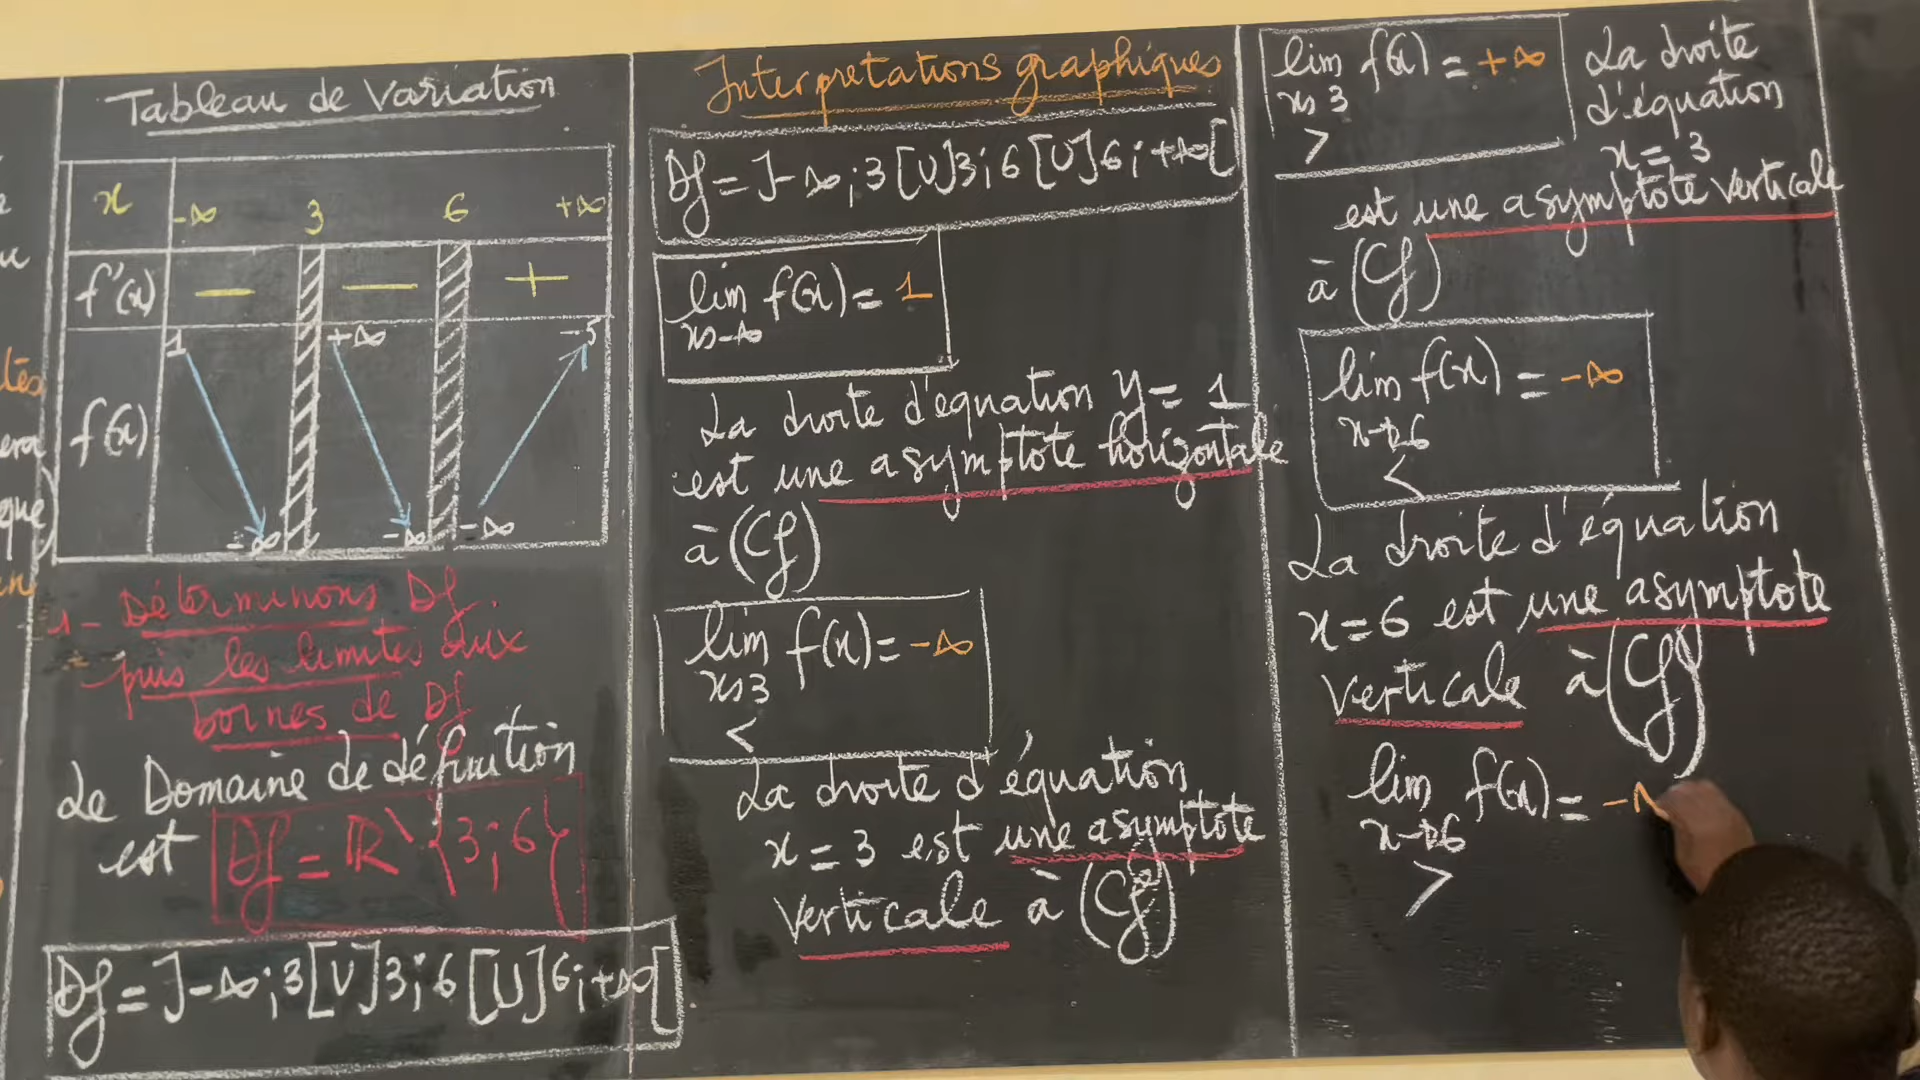 Tableau de Variation
x -∞ 3 6 +∞
f'(x) — — +
1 +∞ -5
f(x)
-∞ -∞ -∞
1 - Déterminons Df
puis les limites aux
bornes de Df
Le Domaine de définition
est Df = ℝ \ {3;6}
Df = ]-∞;3[U]3;6[U]6;+∞[
Interpretations graphiques
Df = ]-∞;3[U]3;6[U]6;+∞[
lim f(x) = 1
x→-∞
La droite d'équation y = 1
est une asymptote horizontale
à (Cf)
lim f(x) = -∞
x→3
<
La droite d'équation
x = 3 est une asymptote
verticale à (Cf)
lim f(x) = +∞
x→3
>
La droite
d'équation
x = 3
est une asymptote verticale
à (Cf)
lim f(x) = -∞
x→6
<
La droite d'équation
x = 6 est une asymptote
verticale à (Cf)
lim f(x) = -
x→6
>